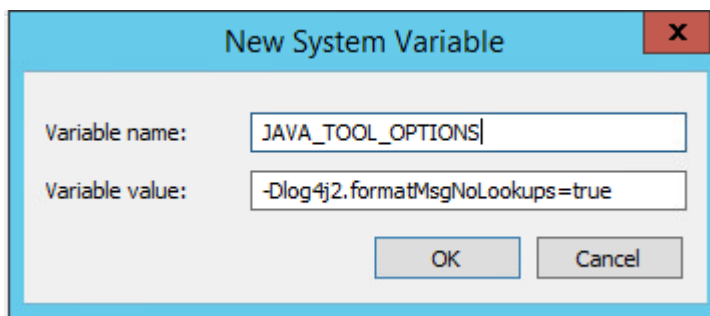 New System Variable
x
Variable name: JAVA_TOOL_OPTIONS
Variable value: -Dlog4j2.formatMsgNoLookups=true
OK Cancel